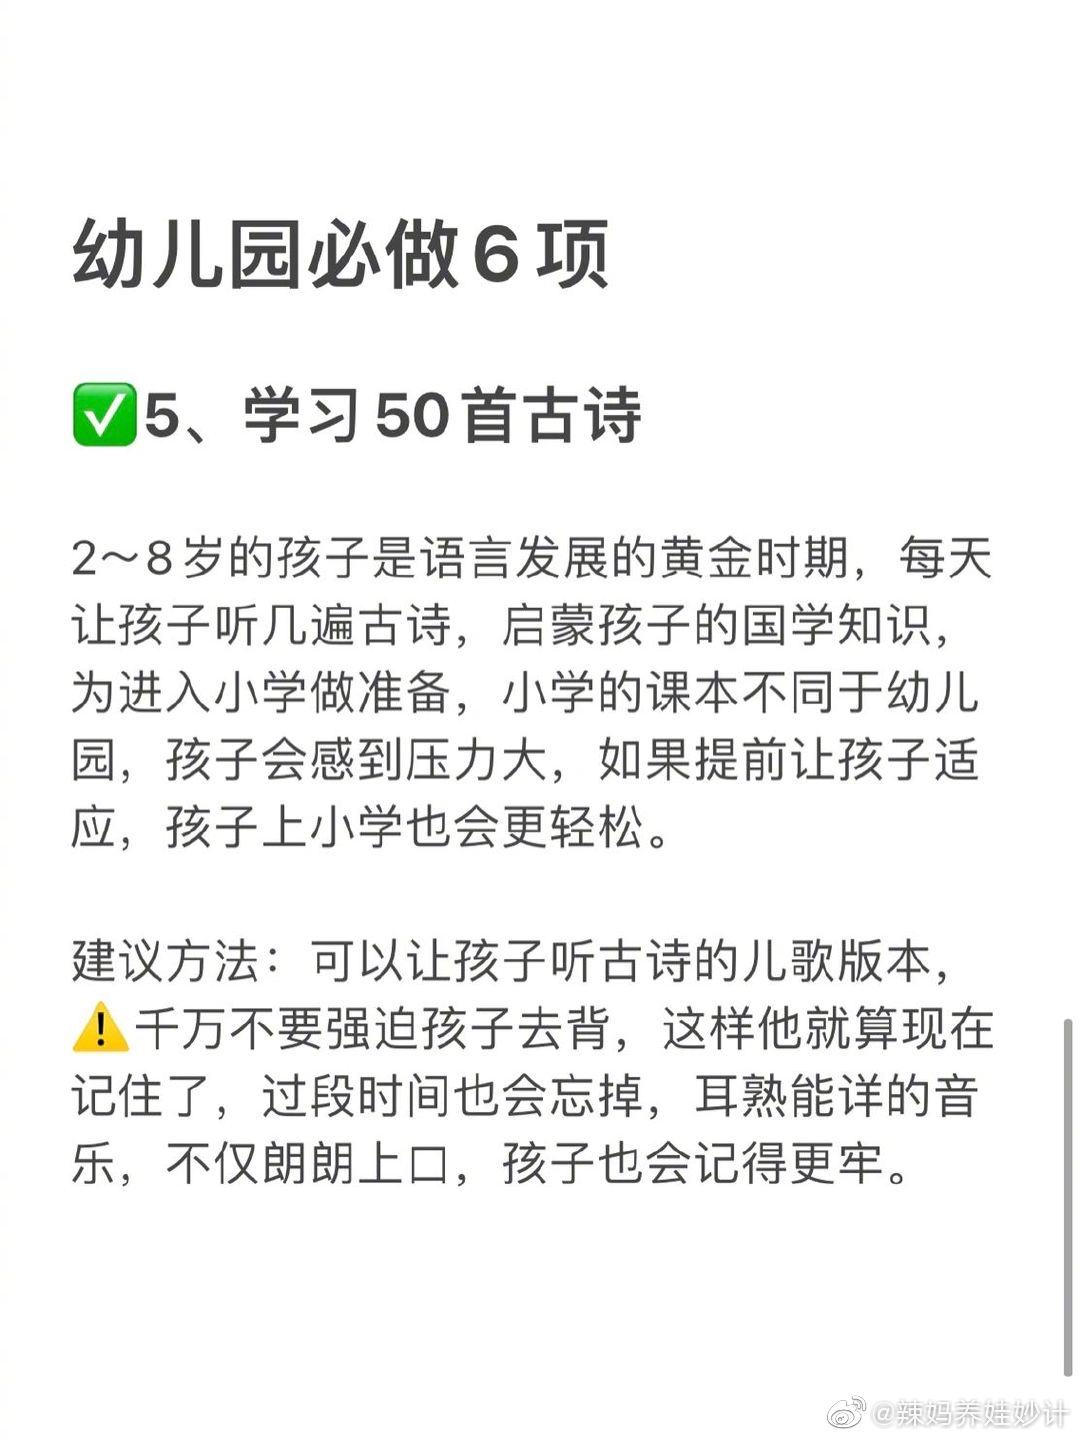 幼儿园必做6项
✅5、学习50首古诗
2～8岁的孩子是语言发展的黄金时期，每天
让孩子听几遍古诗，启蒙孩子的国学知识，
为进入小学做准备，小学的课本不同于幼儿
园，孩子会感到压力大，如果提前让孩子适
应，孩子上小学也会更轻松。
建议方法：可以让孩子听古诗的儿歌版本，
⚠️千万不要强迫孩子去背，这样他就算现在
记住了，过段时间也会忘掉，耳熟能详的音
乐，不仅朗朗上口，孩子也会记得更牢。
@辣妈养娃妙计